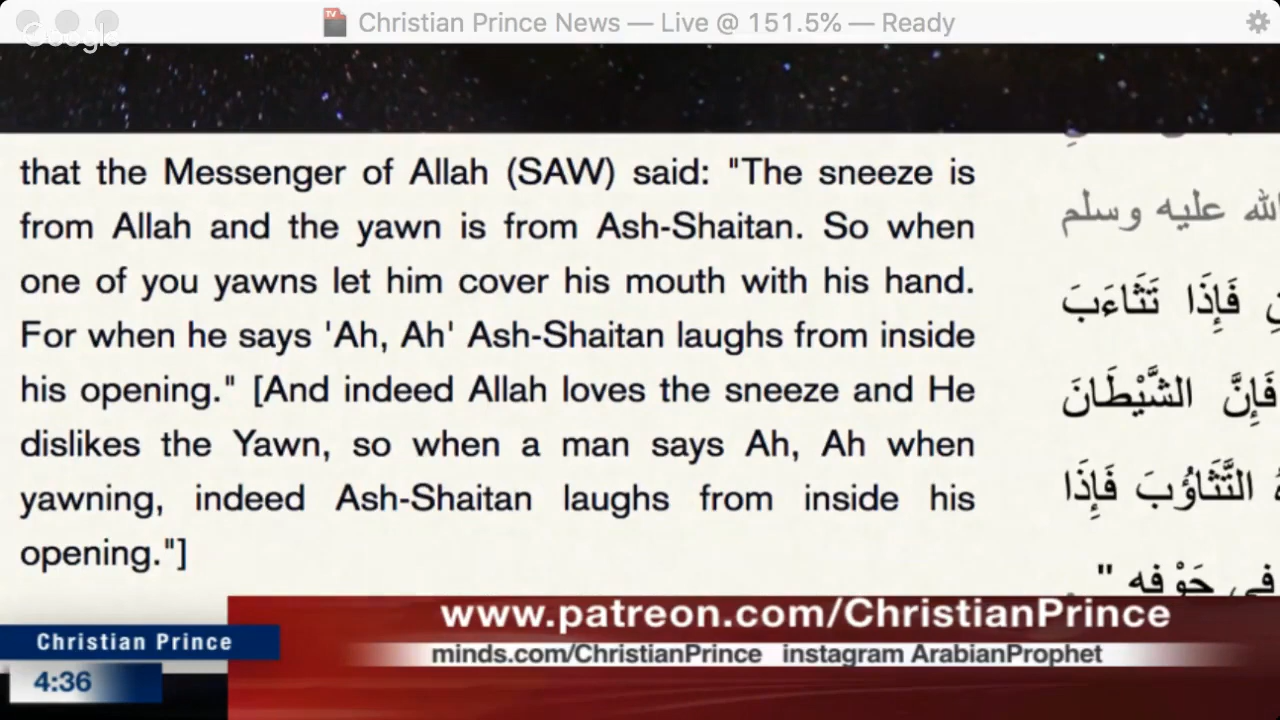 Christian Prince News — Live @ 151.5% — Ready
Google
that the Messenger of Allah (SAW) said: "The sneeze is
from Allah and the yawn is from Ash-Shaitan. So when
one of you yawns let him cover his mouth with his hand.
For when he says 'Ah, Ah' Ash-Shaitan laughs from inside
his opening." [And indeed Allah loves the sneeze and He
dislikes the Yawn, so when a man says Ah, Ah when
yawning, indeed Ash-Shaitan laughs from inside his
opening."]
الله عليه وسلم
فَإِذَا تَثَاءَبَ
فَإِنَّ الشَّيْطَانَ
التَّثَاؤُبَ فَإِذَا
فِي جَوْفِهِ "
www.patreon.com/ChristianPrince
Christian Prince
minds.com/ChristianPrince instagram ArabianProphet
4:36